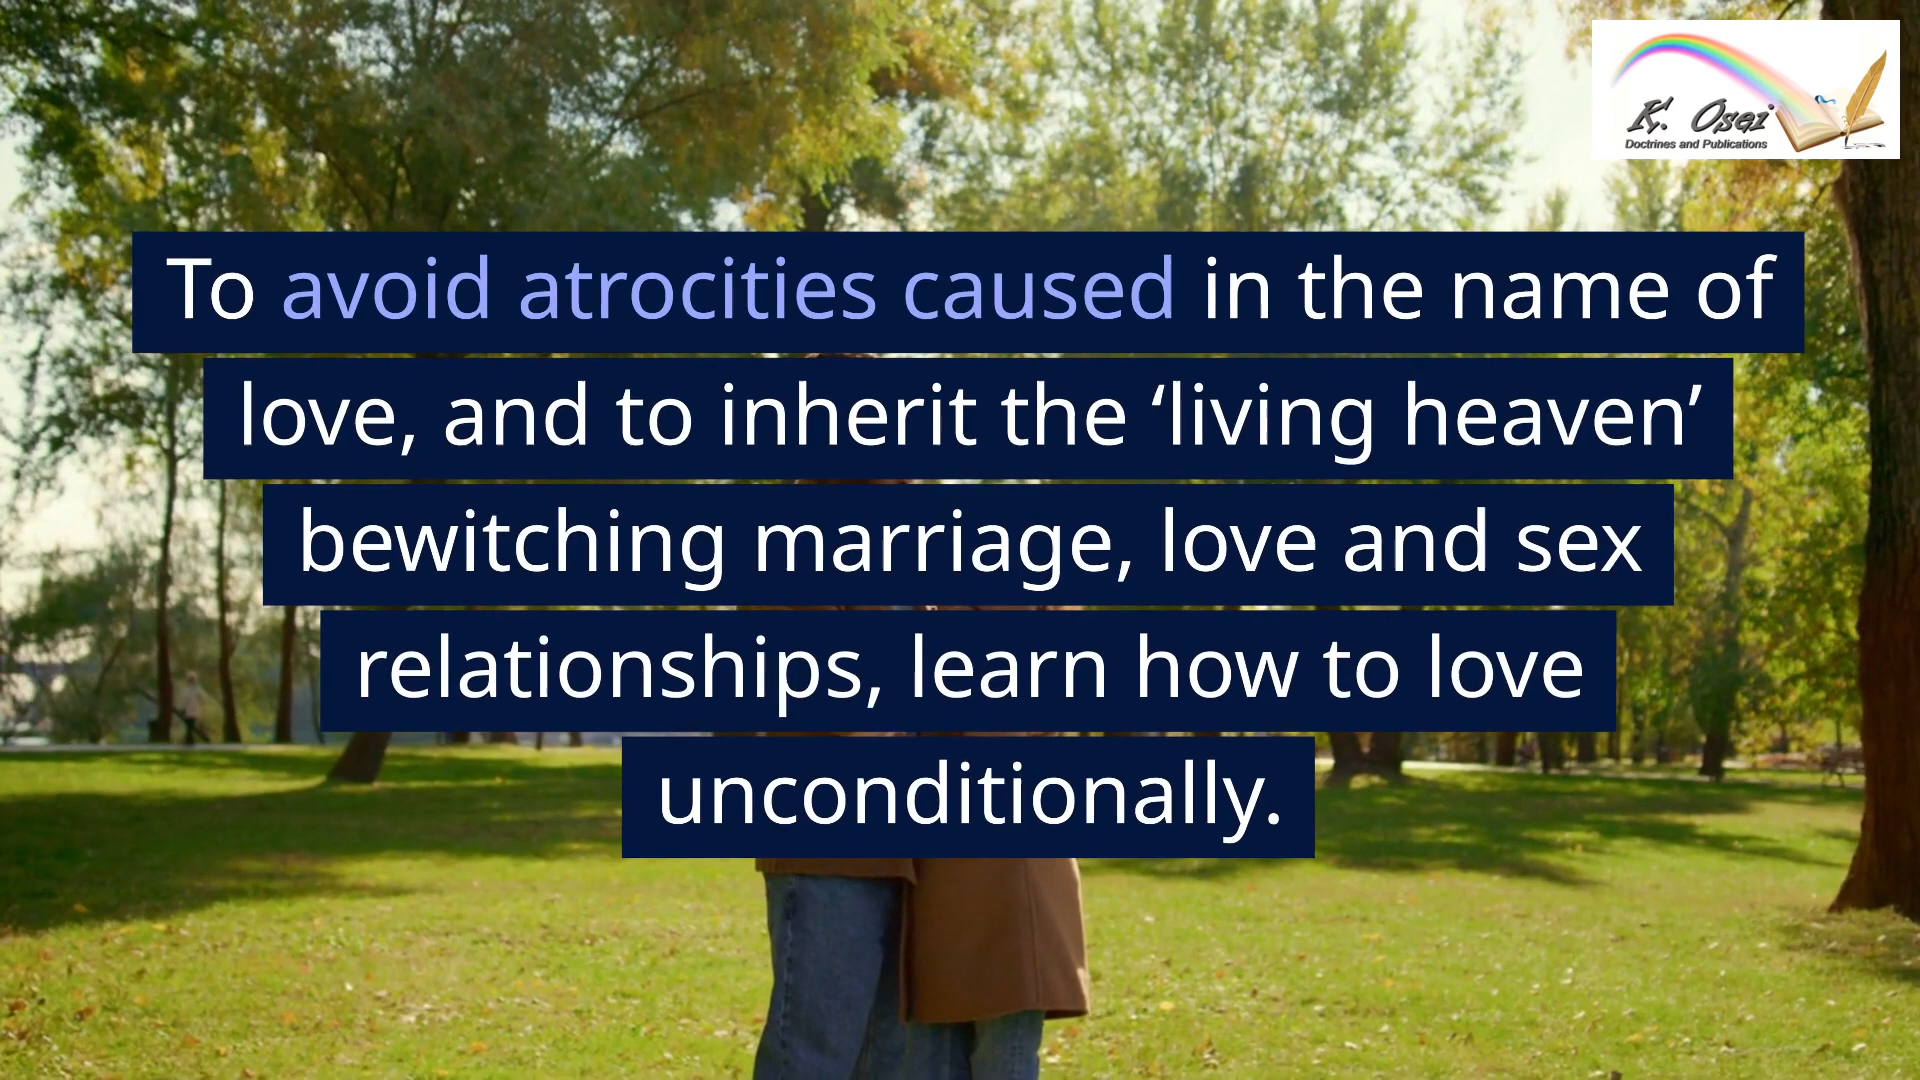 K. Osei
Doctrines and Publications
To avoid atrocities caused in the name of
love, and to inherit the ‘living heaven’
bewitching marriage, love and sex
relationships, learn how to love
unconditionally.